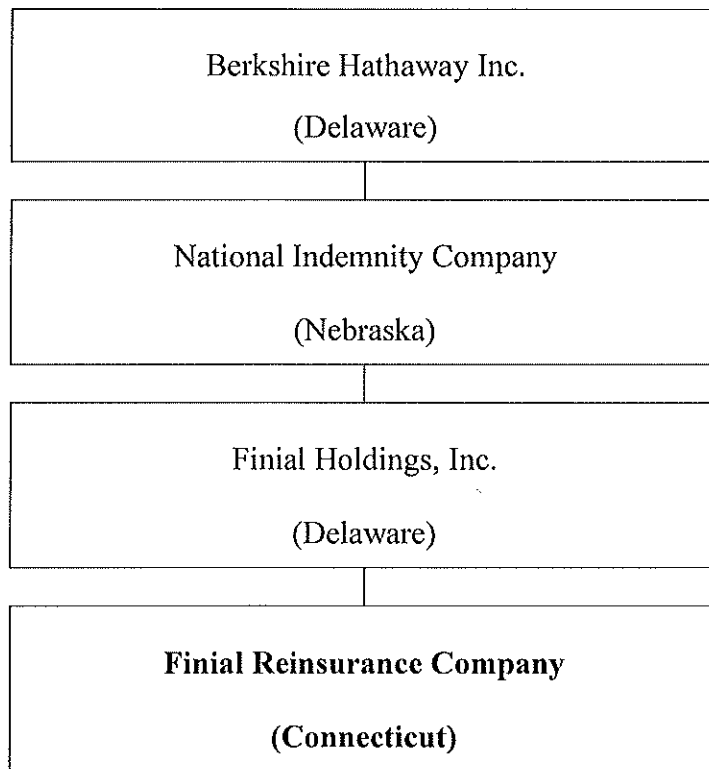 Berkshire Hathaway Inc.
(Delaware)
National Indemnity Company
(Nebraska)
Finial Holdings, Inc.
(Delaware)
Finial Reinsurance Company
(Connecticut)